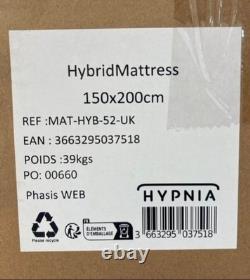 HybridMattress
150x200cm
REF :MAT-HYB-52-UK
EAN : 3663295037518
POIDS :39kgs
PO: 00660
Phasis WEB
HYPNIA
Please recycle
FR
ÉLÉMENTS
D'EMBALLAGE
3 663295 037518